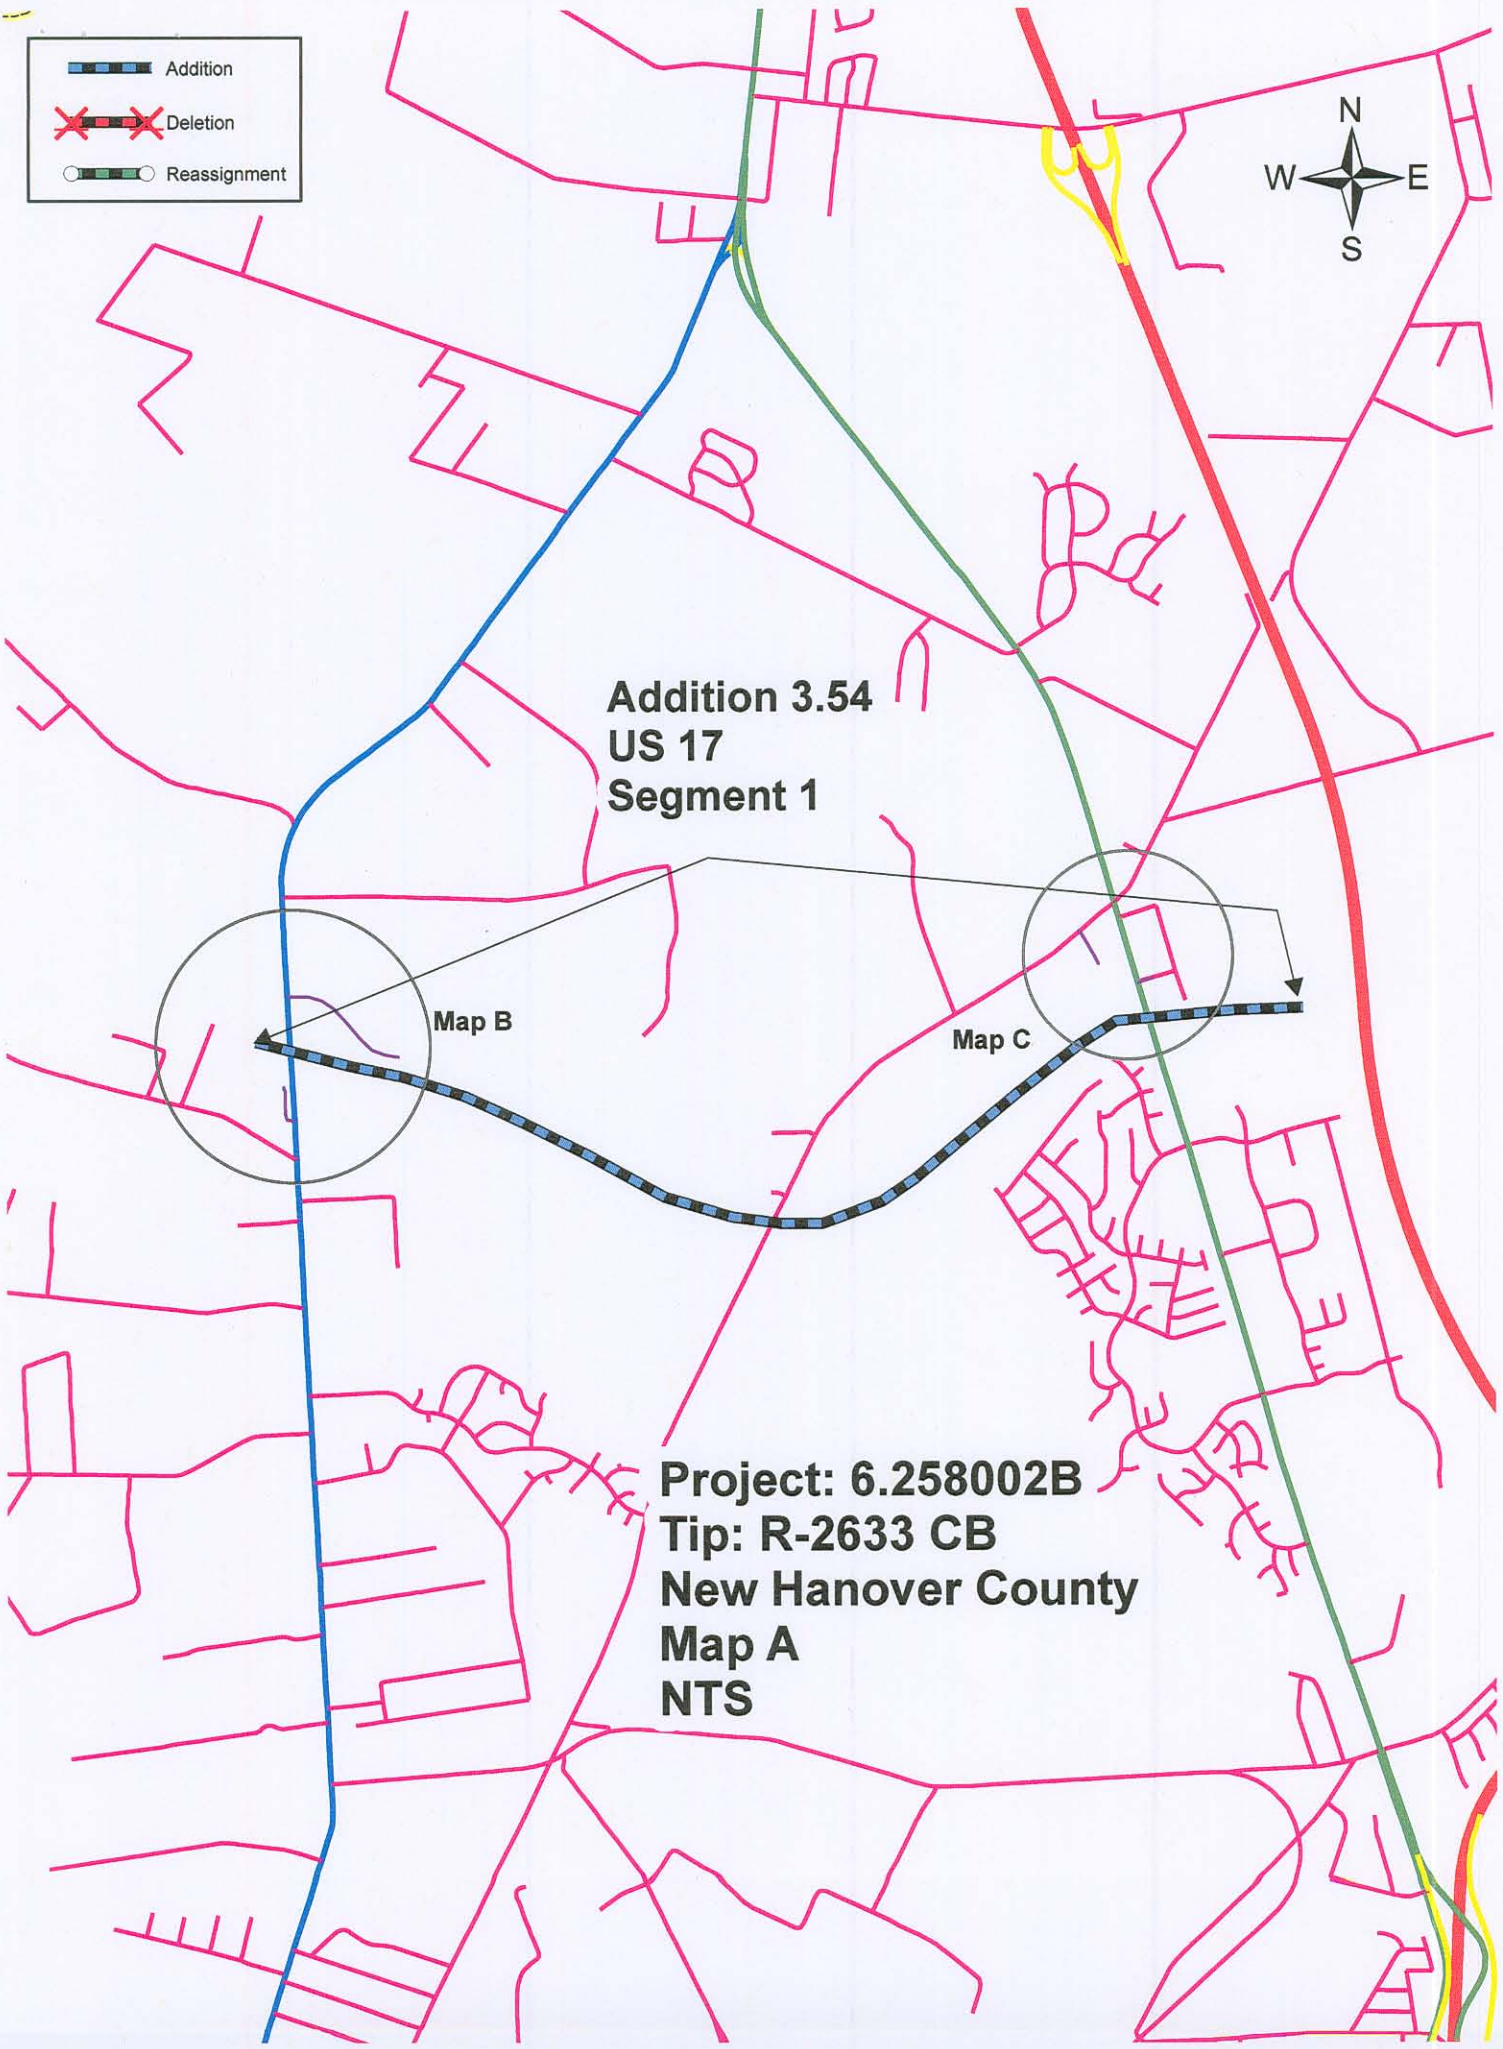 Addition
Deletion
Reassignment
N
W E
S
Addition 3.54
US 17
Segment 1
Map B
Map C
Project: 6.258002B
Tip: R-2633 CB
New Hanover County
Map A
NTS